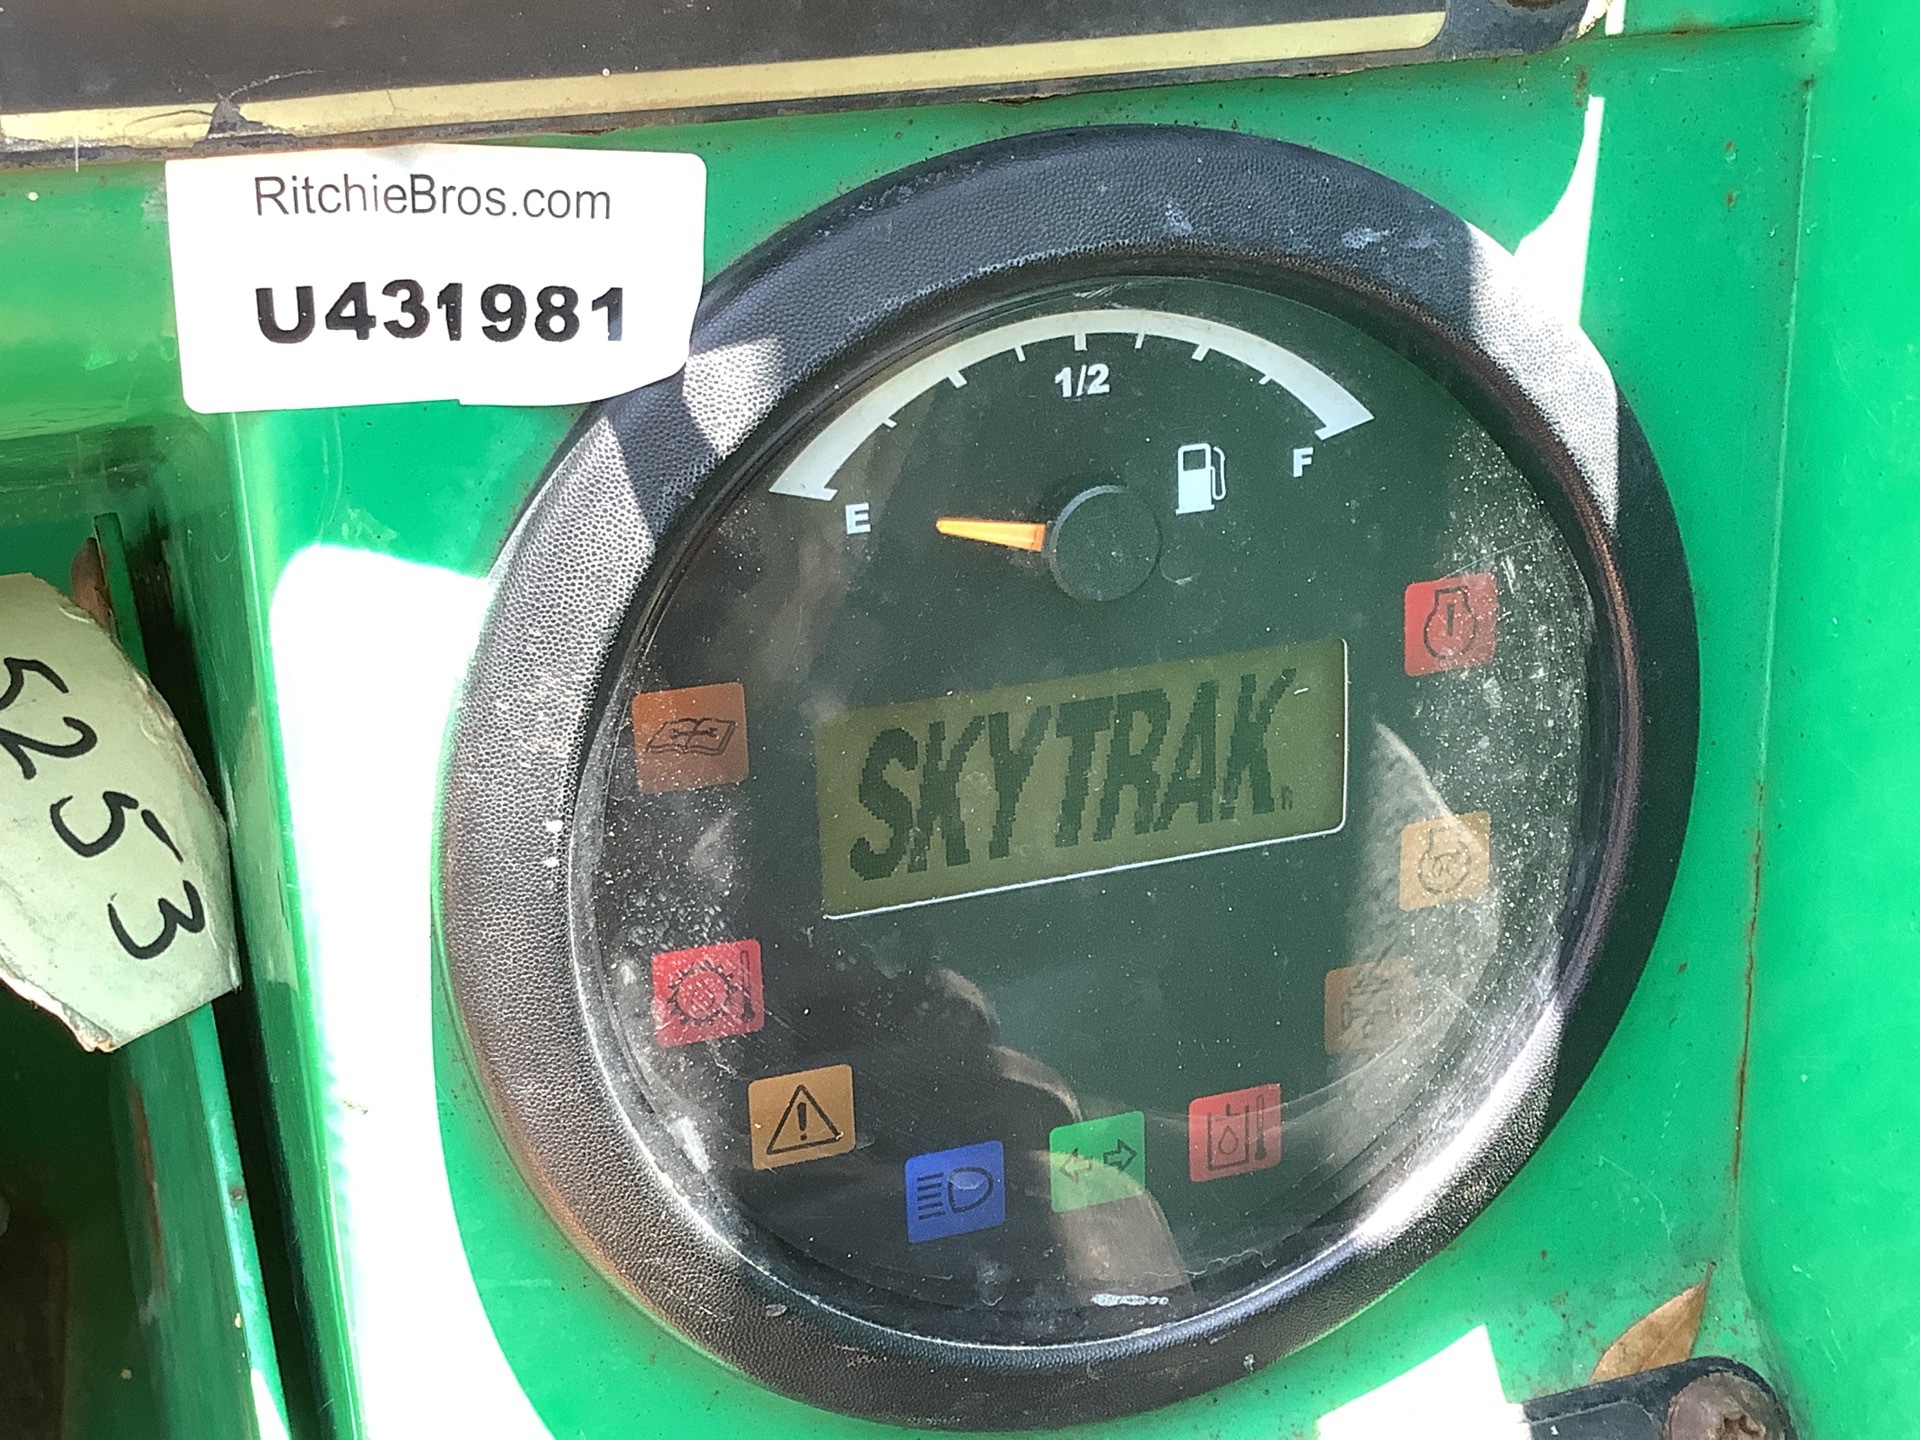 RitchieBros.com
U431981
1/2
E
F
SKYTRAK
5253